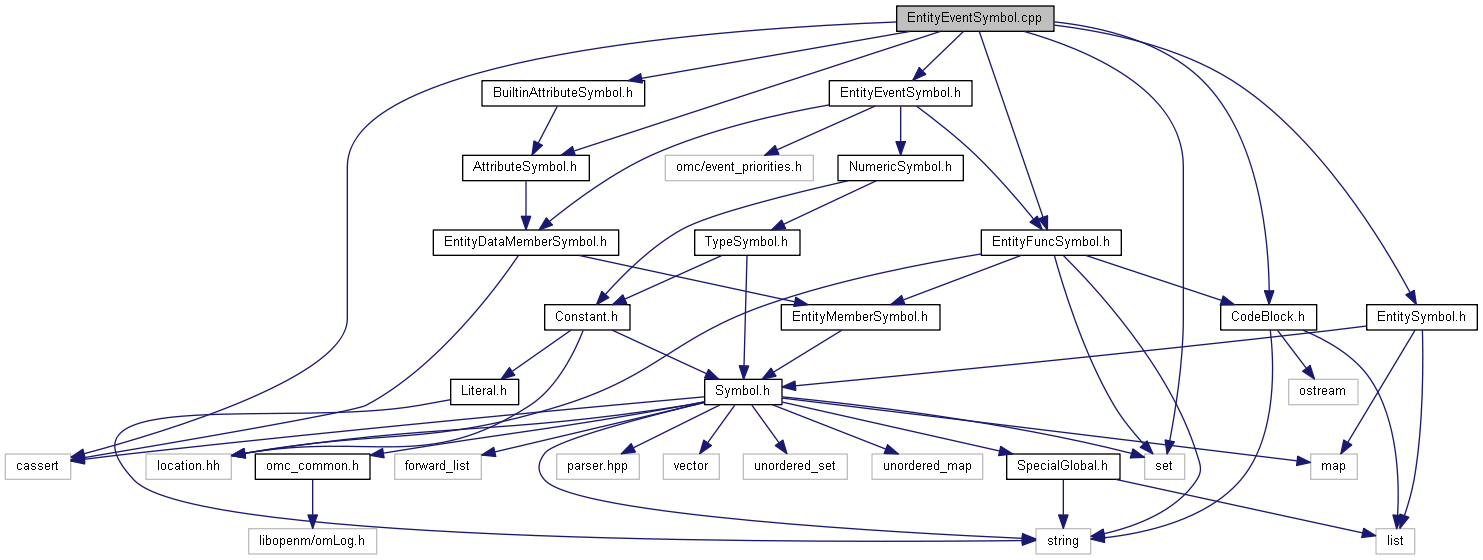 EntityEventSymbol.cpp
BuiltinAttributeSymbol.h
EntityEventSymbol.h
AttributeSymbol.h
omc/event_priorities.h
NumericSymbol.h
EntityDataMemberSymbol.h
TypeSymbol.h
EntityFuncSymbol.h
Constant.h
EntityMemberSymbol.h
CodeBlock.h
EntitySymbol.h
Literal.h
Symbol.h
ostream
cassert
location.hh
omc_common.h
forward_list
parser.hpp
vector
unordered_set
unordered_map
SpecialGlobal.h
set
map
libopenm/omLog.h
string
list